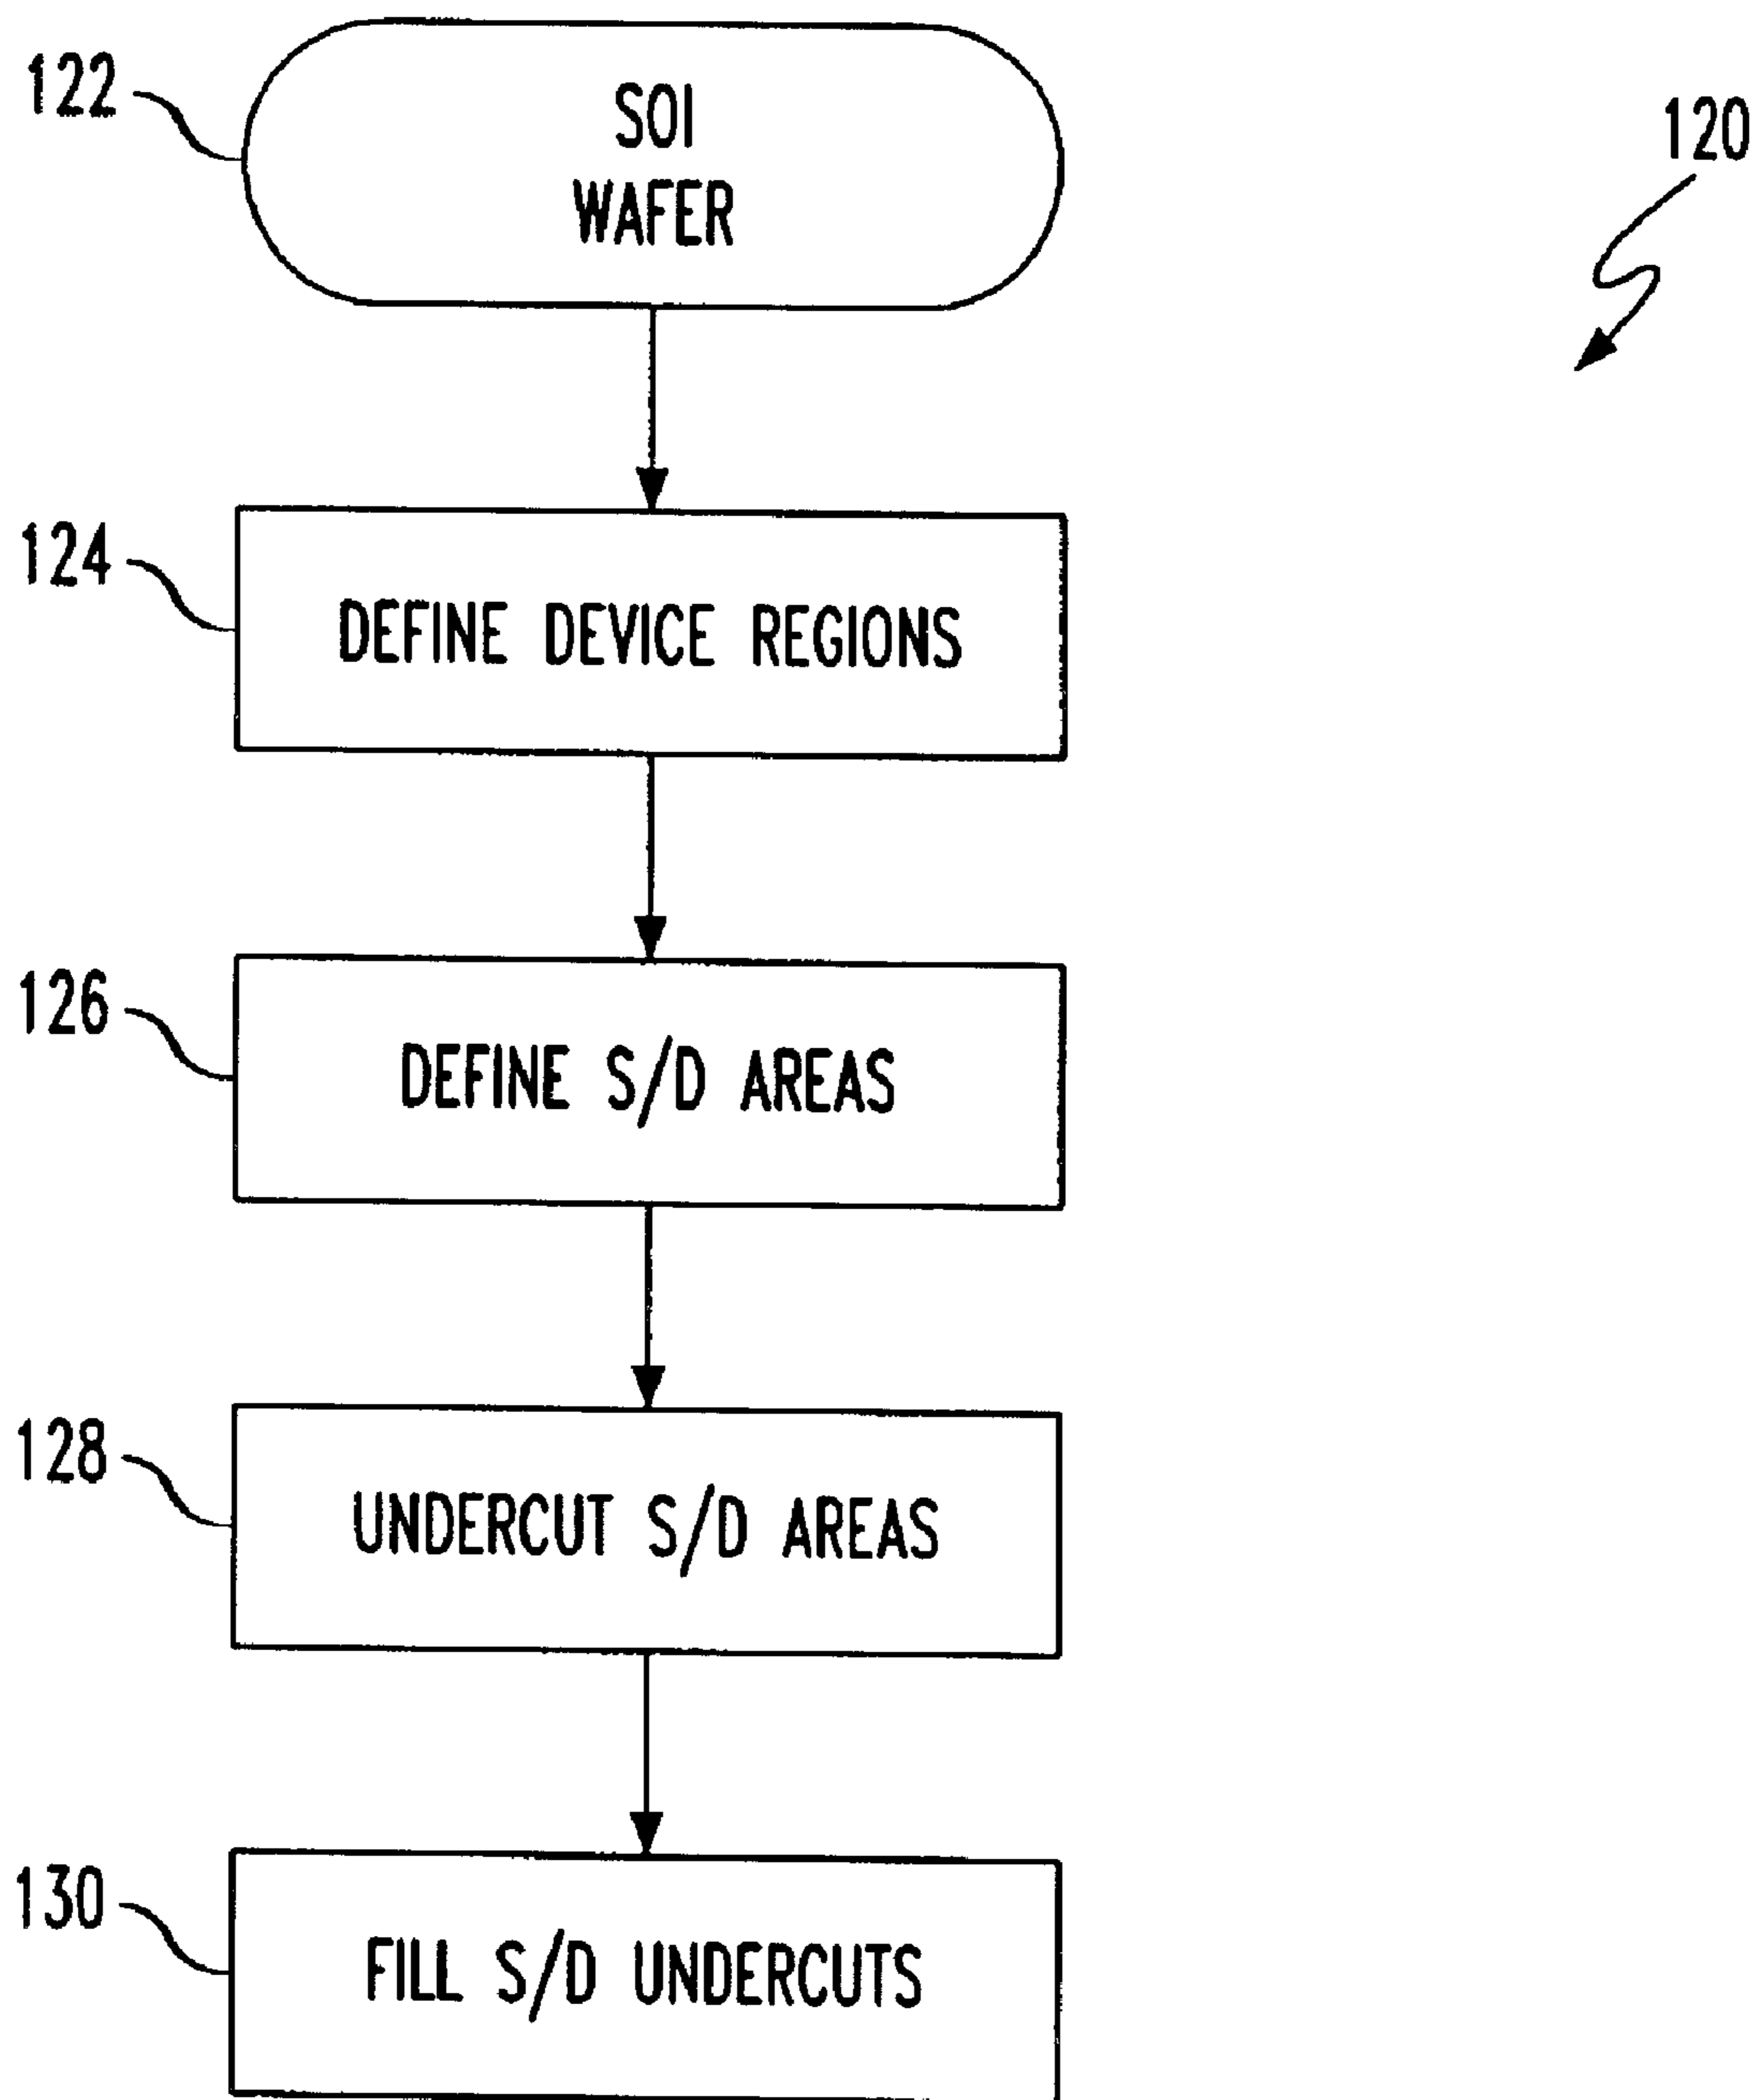 122
SOI
WAFER
120
124
DEFINE DEVICE REGIONS
126
DEFINE S/D AREAS
128
UNDERCUT S/D AREAS
130
FILL S/D UNDERCUTS